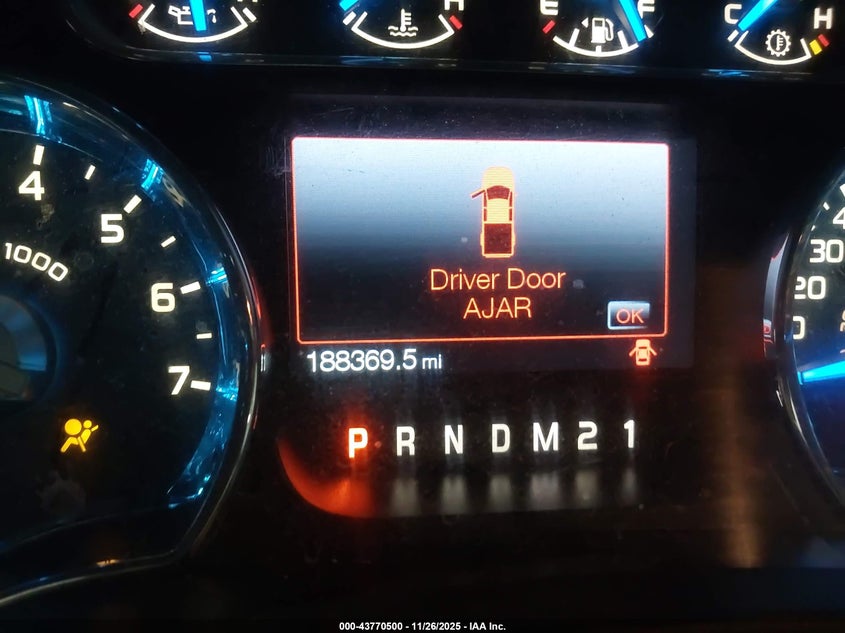 H
E F
C H
4
5
6
7
1000
Driver Door
AJAR
OK
188369.5 mi
P R N D M 2 1
30
20
0
000-43770500 - 11/26/2025 - IAA Inc.